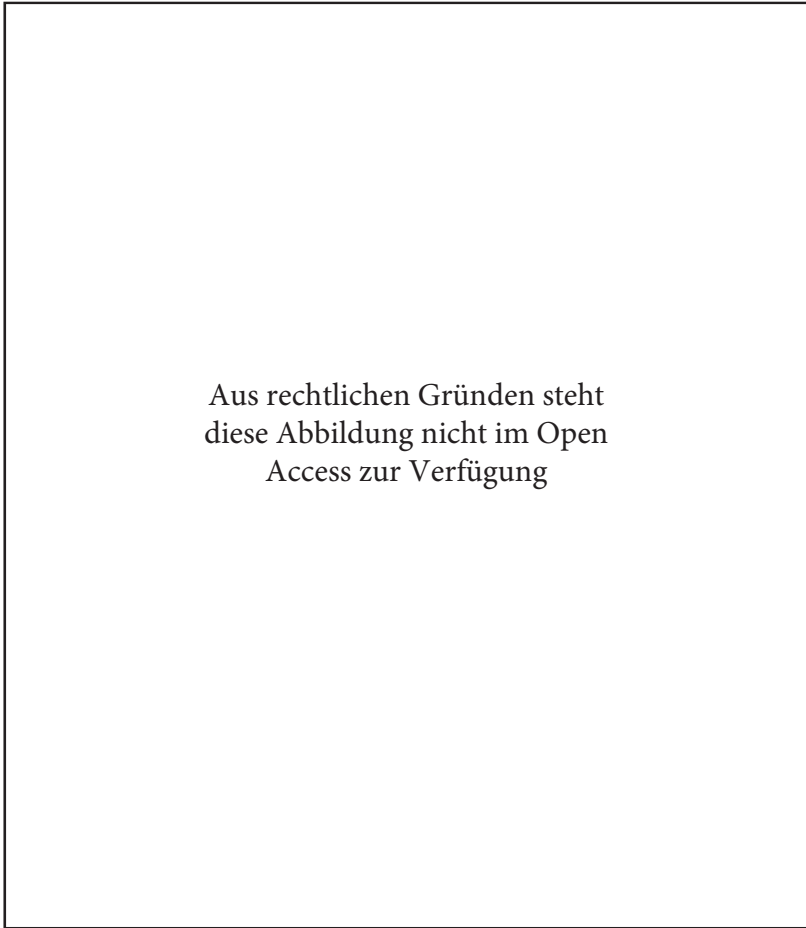 Aus rechtlichen Gründen steht
diese Abbildung nicht im Open
Access zur Verfügung